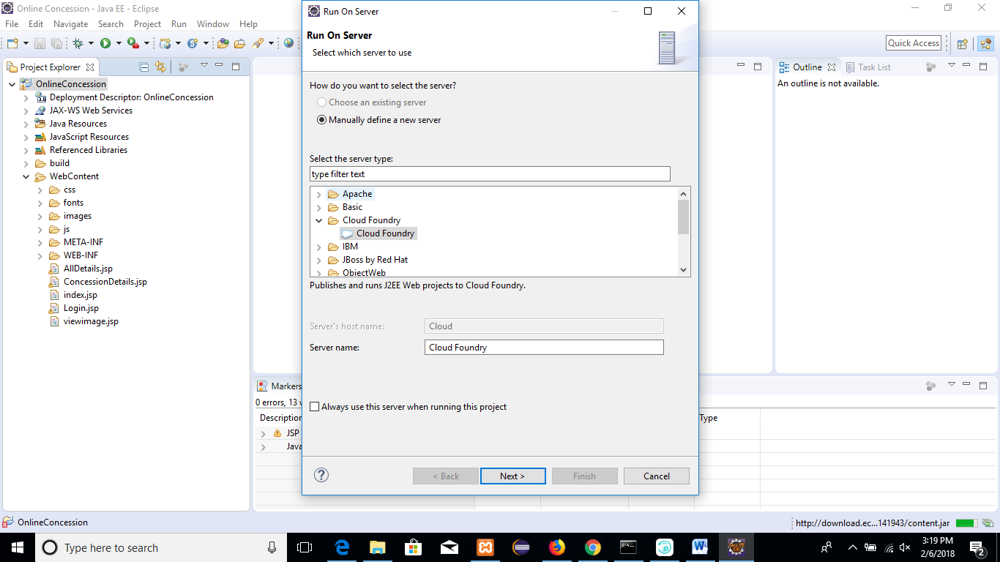 Online Concession - Java EE - Eclipse
File Edit Navigate Search Project Run Window Help
Quick Access
Project Explorer
OnlineConcession
Deployment Descriptor: OnlineConcession
JAX-WS Web Services
Java Resources
JavaScript Resources
Referenced Libraries
build
WebContent
css
fonts
images
js
META-INF
WEB-INF
AllDetails.jsp
ConcessionDetails.jsp
index.jsp
Login.jsp
viewimage.jsp
Run On Server
Run On Server
Select which server to use
How do you want to select the server?
Choose an existing server
Manually define a new server
Select the server type:
type filter text
Apache
Basic
Cloud Foundry
Cloud Foundry
IBM
JBoss by Red Hat
ObjectWeb
Publishes and runs J2EE Web projects to Cloud Foundry.
Server's host name: Cloud
Server name: Cloud Foundry
Always use this server when running this project
? < Back Next > Finish Cancel
Outline Task List
An outline is not available.
Markers
0 errors, 13 w
Description Type
JSP
Java
OnlineConcession http://download.ec...141943/content.jar
Type here to search
3:19 PM
2/6/2018
2